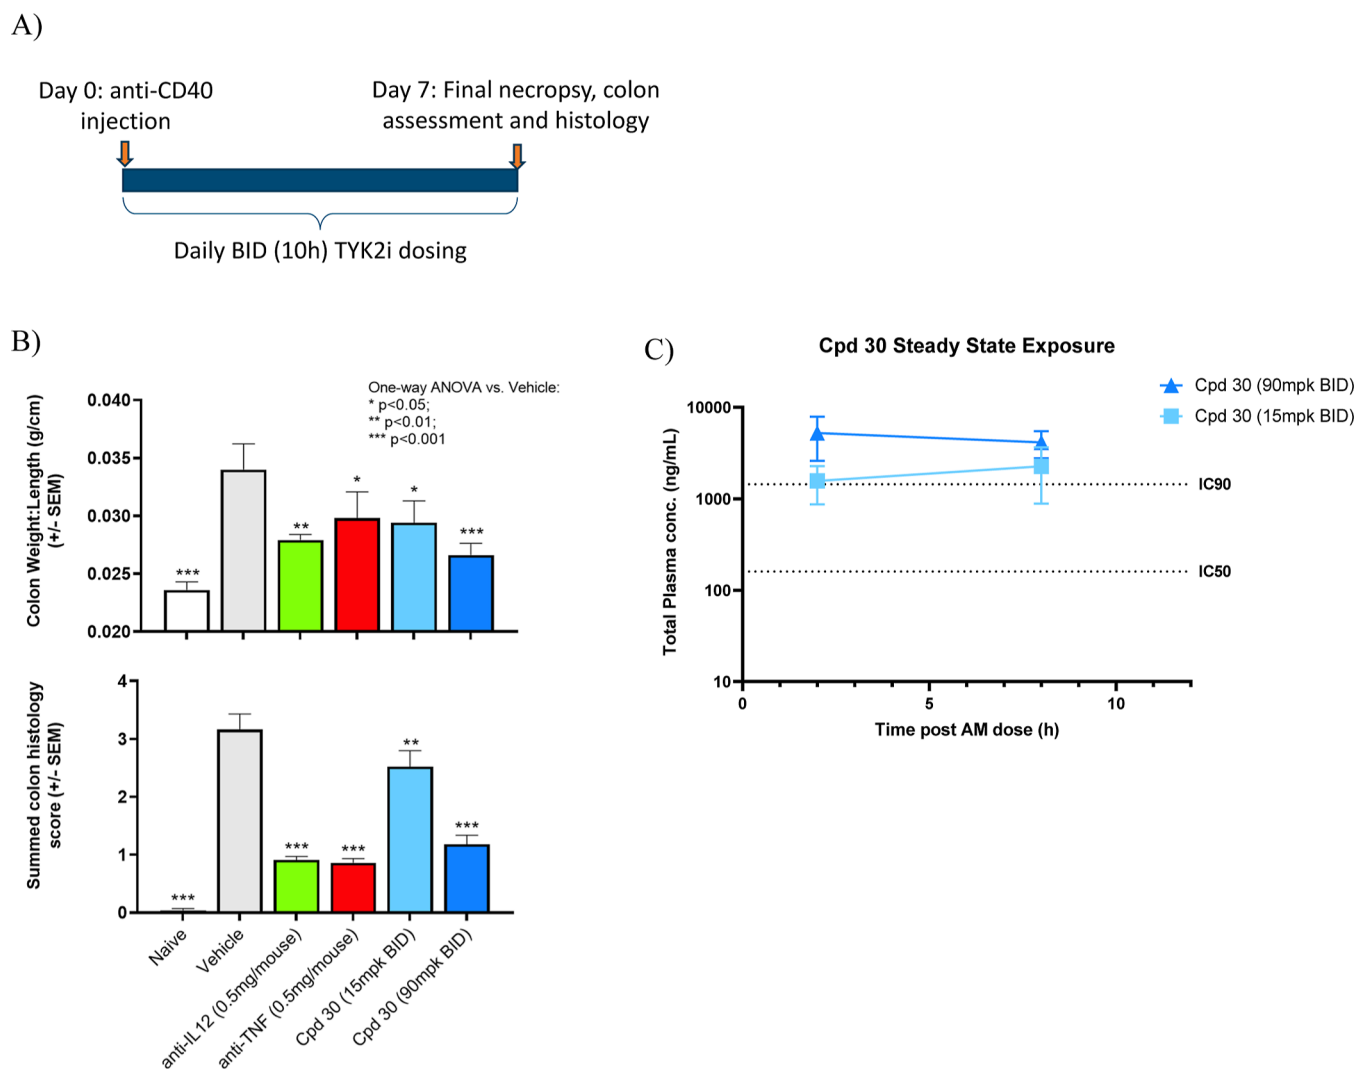 A)
Day 0: anti-CD40
injection
Day 7: Final necropsy, colon
assessment and histology
Daily BID (10h) TYK2i dosing
B)
One-way ANOVA vs. Vehicle:
* p<0.05;
** p<0.01;
*** p<0.001
Colon Weight:Length (g/cm)
(+/- SEM)
0.040
0.035
0.030
0.025
0.020
***
**
*
*
***
Summed colon histology
score (+/- SEM)
4
3
2
1
0
***
***
***
**
***
Naive
Vehicle
anti-IL12 (0.5mg/mouse)
anti-TNF (0.5mg/mouse)
Cpd 30 (15mpk BID)
Cpd 30 (90mpk BID)
C)
Cpd 30 Steady State Exposure
Cpd 30 (90mpk BID)
Cpd 30 (15mpk BID)
Total Plasma conc. (ng/mL)
10000
1000
100
10
IC90
IC50
0
5
10
Time post AM dose (h)